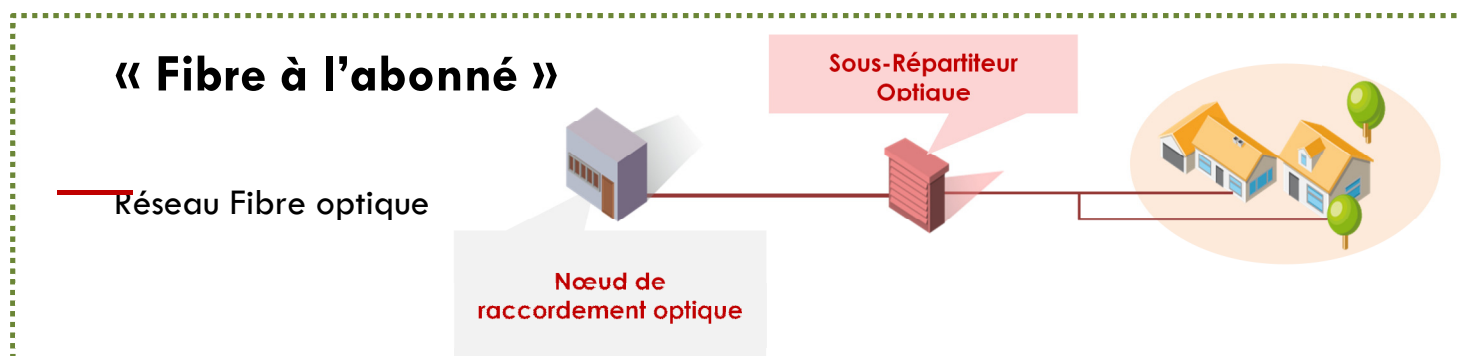 « Fibre à l’abonné »
Sous-Répartiteur
Optique
Réseau Fibre optique
Nœud de
raccordement optique